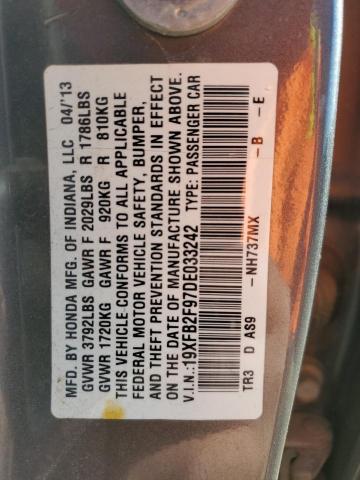 MFD. BY HONDA MFG. OF INDIANA, LLC 04/'13
GVWR 3792LBS GAWR F 2029LBS R 1786LBS
GVWR 1720KG GAWR F 920KG R 810KG
THIS VEHICLE CONFORMS TO ALL APPLICABLE
FEDERAL MOTOR VEHICLE SAFETY, BUMPER,
AND THEFT PREVENTION STANDARDS IN EFFECT
ON THE DATE OF MANUFACTURE SHOWN ABOVE.
V.I.N.:19XFB2F97DE033242 TYPE: PASSENGER CAR
TR3 D AS9 -NH737MX -B -E